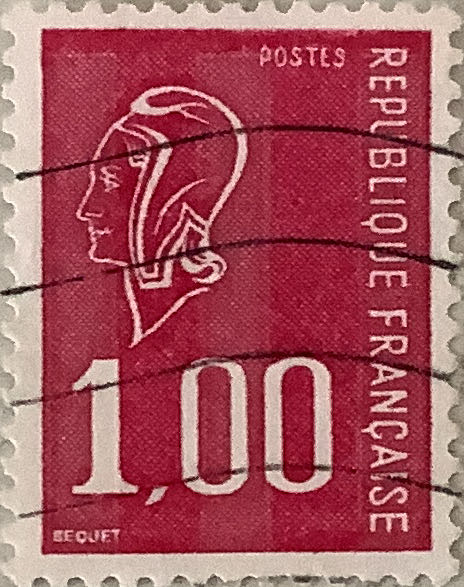 POSTES
REPUBLIQUE FRANÇAISE
1,00
BEQUET